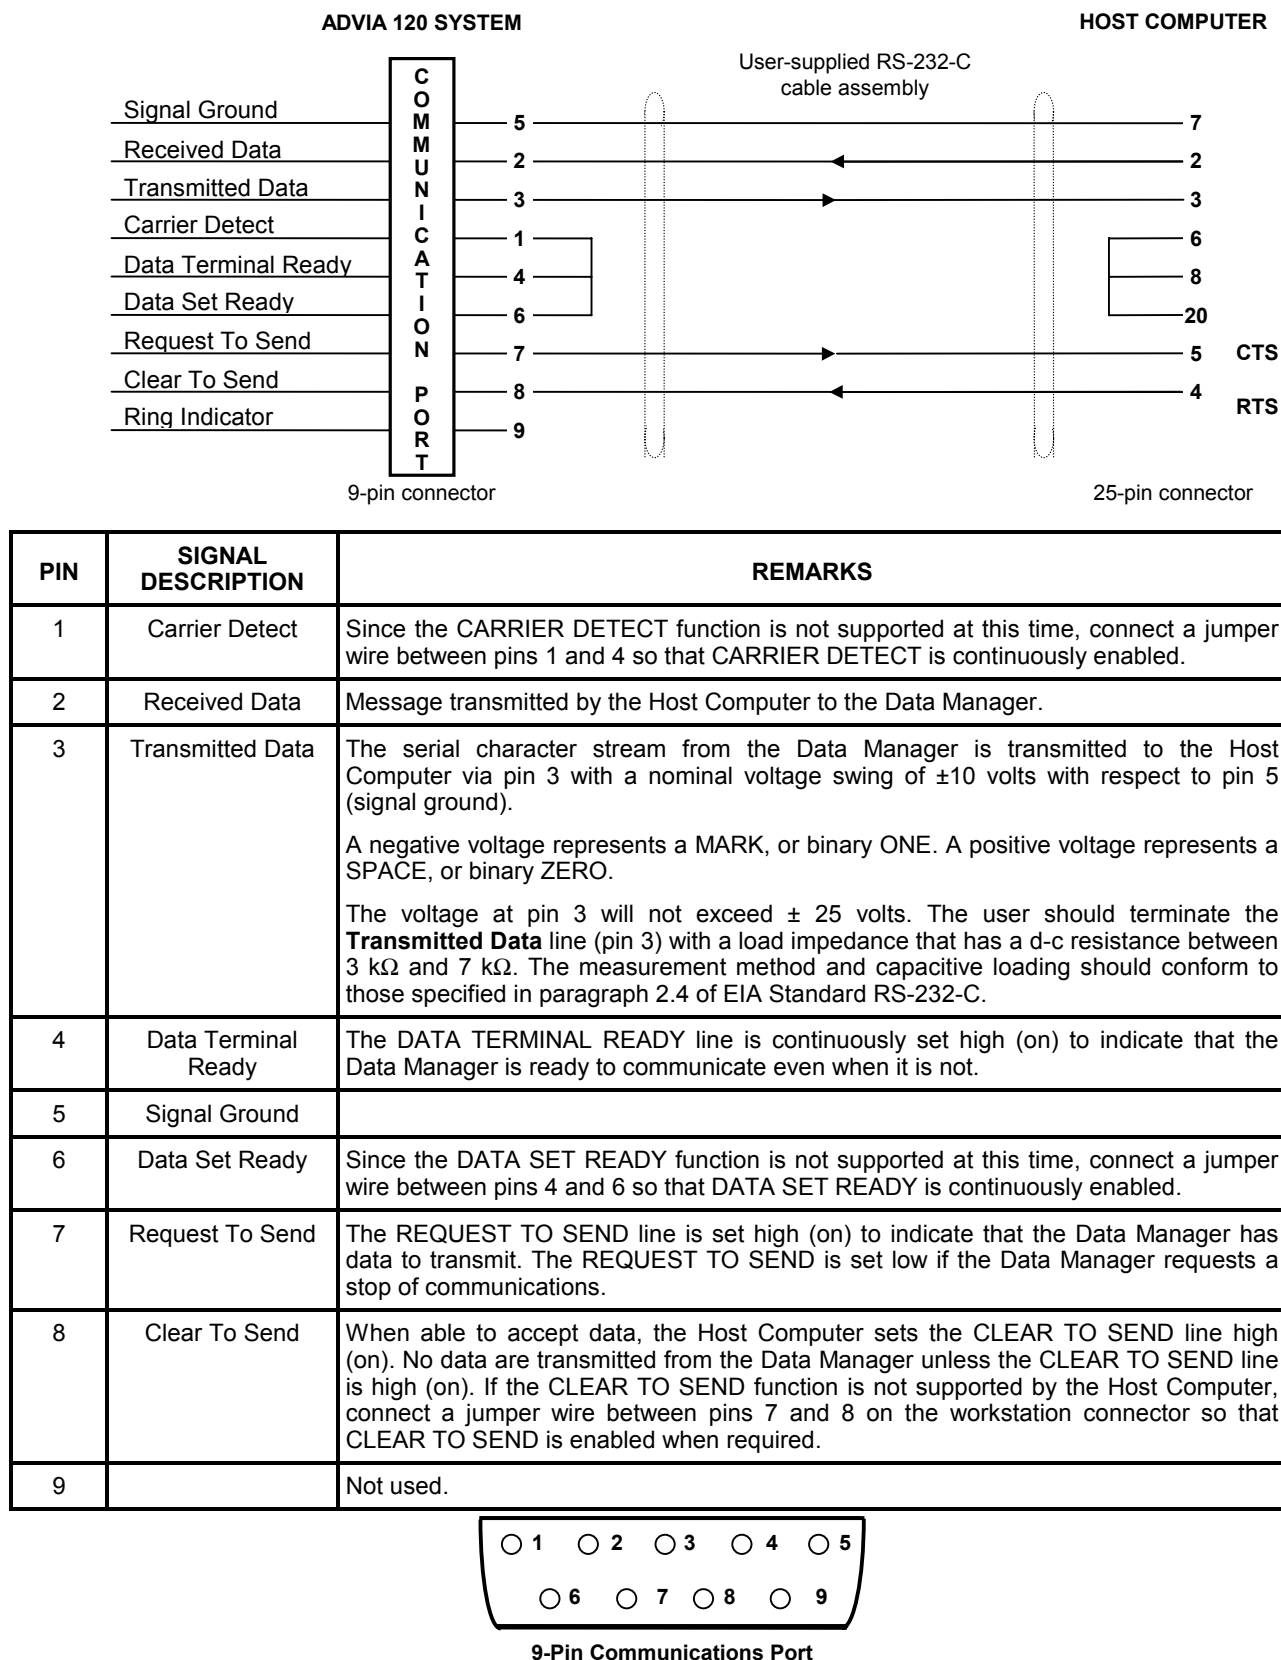 ADVIA 120 SYSTEM
HOST COMPUTER
User-supplied RS-232-C
cable assembly
COMMUNICATION PORT
Signal Ground 5 7
Received Data 2 2
Transmitted Data 3 3
Carrier Detect 1 6
Data Terminal Ready 4 8
Data Set Ready 6 20
Request To Send 7 5 CTS
Clear To Send 8 4 RTS
Ring Indicator 9
9-pin connector
25-pin connector
PIN SIGNAL DESCRIPTION REMARKS
1 Carrier Detect Since the CARRIER DETECT function is not supported at this time, connect a jumper
wire between pins 1 and 4 so that CARRIER DETECT is continuously enabled.
2 Received Data Message transmitted by the Host Computer to the Data Manager.
3 Transmitted Data The serial character stream from the Data Manager is transmitted to the Host
Computer via pin 3 with a nominal voltage swing of ±10 volts with respect to pin 5
(signal ground).
A negative voltage represents a MARK, or binary ONE. A positive voltage represents a
SPACE, or binary ZERO.
The voltage at pin 3 will not exceed ± 25 volts. The user should terminate the
Transmitted Data line (pin 3) with a load impedance that has a d-c resistance between
3 kΩ and 7 kΩ. The measurement method and capacitive loading should conform to
those specified in paragraph 2.4 of EIA Standard RS-232-C.
4 Data Terminal Ready The DATA TERMINAL READY line is continuously set high (on) to indicate that the
Data Manager is ready to communicate even when it is not.
5 Signal Ground
6 Data Set Ready Since the DATA SET READY function is not supported at this time, connect a jumper
wire between pins 4 and 6 so that DATA SET READY is continuously enabled.
7 Request To Send The REQUEST TO SEND line is set high (on) to indicate that the Data Manager has
data to transmit. The REQUEST TO SEND is set low if the Data Manager requests a
stop of communications.
8 Clear To Send When able to accept data, the Host Computer sets the CLEAR TO SEND line high
(on). No data are transmitted from the Data Manager unless the CLEAR TO SEND line
is high (on). If the CLEAR TO SEND function is not supported by the Host Computer,
connect a jumper wire between pins 7 and 8 on the workstation connector so that
CLEAR TO SEND is enabled when required.
9 Not used.
1 2 3 4 5
6 7 8 9
9-Pin Communications Port